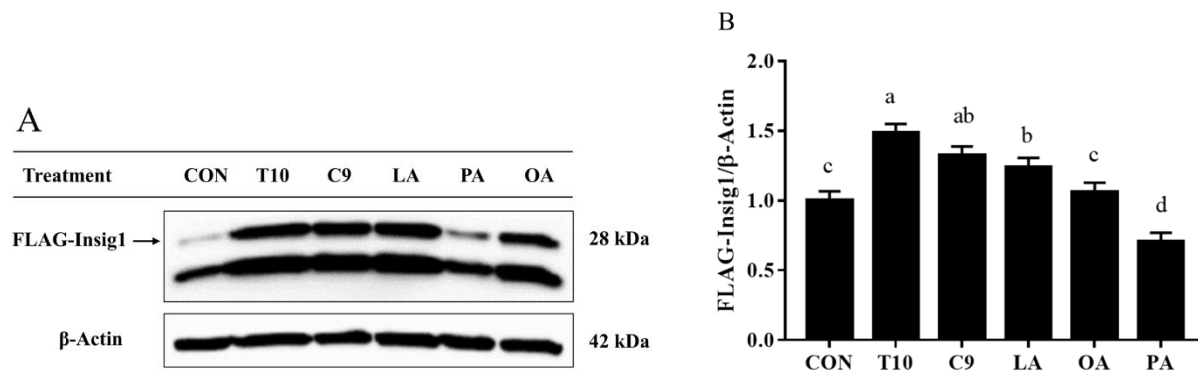 A
Treatment CON T10 C9 LA PA OA
FLAG-Insig1 28 kDa
β-Actin 42 kDa
B
FLAG-Insig1/β-Actin
2.0
1.5
1.0
0.5
0.0
c a ab b c d
CON T10 C9 LA OA PA